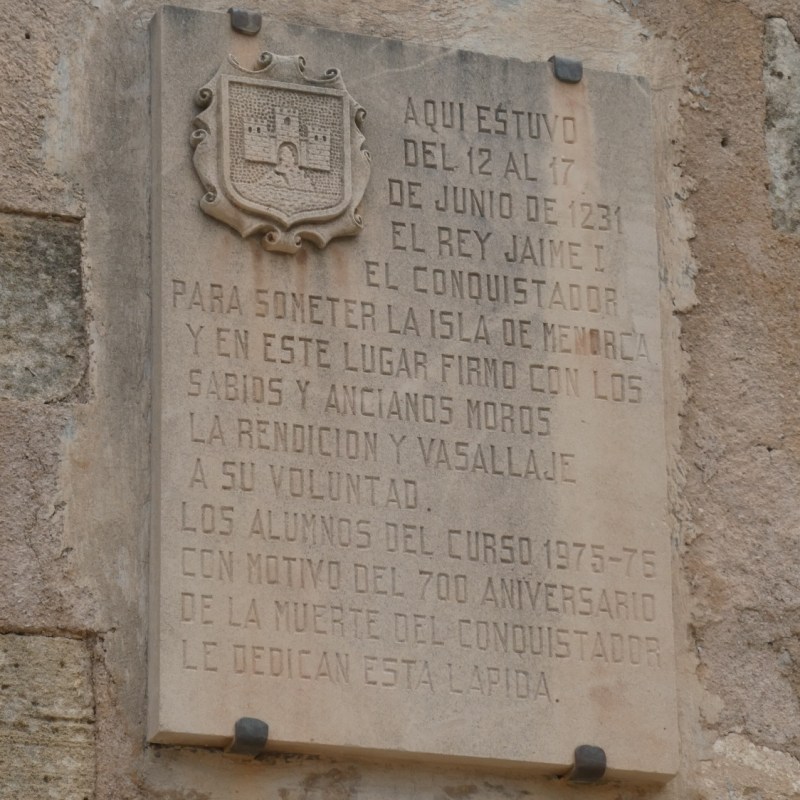 AQUI ESTUVO
DEL 12 AL 17
DE JUNIO DE 1231
EL REY JAIME I
EL CONQUISTADOR
PARA SOMETER LA ISLA DE MENORCA
Y EN ESTE LUGAR FIRMO CON LOS
SABIOS Y ANCIANOS MOROS
LA RENDICION Y VASALLAJE
A SU VOLUNTAD.
LOS ALUMNOS DEL CURSO 1975-76
CON MOTIVO DEL 700 ANIVERSARIO
DE LA MUERTE DEL CONQUISTADOR
LE DEDICAN ESTA LAPIDA.